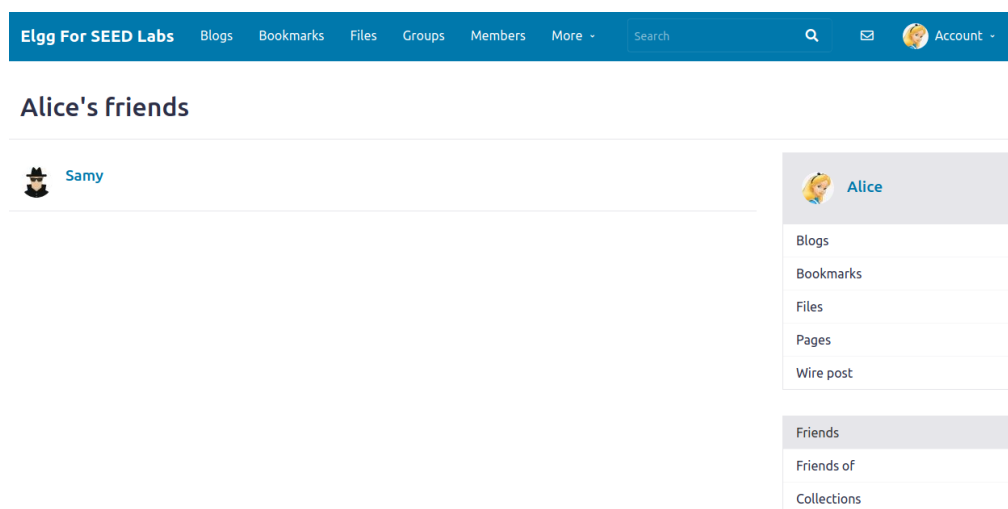 Elgg For SEED Labs Blogs Bookmarks Files Groups Members More Search Account
Alice's friends
Samy
Alice
Blogs
Bookmarks
Files
Pages
Wire post
Friends
Friends of
Collections